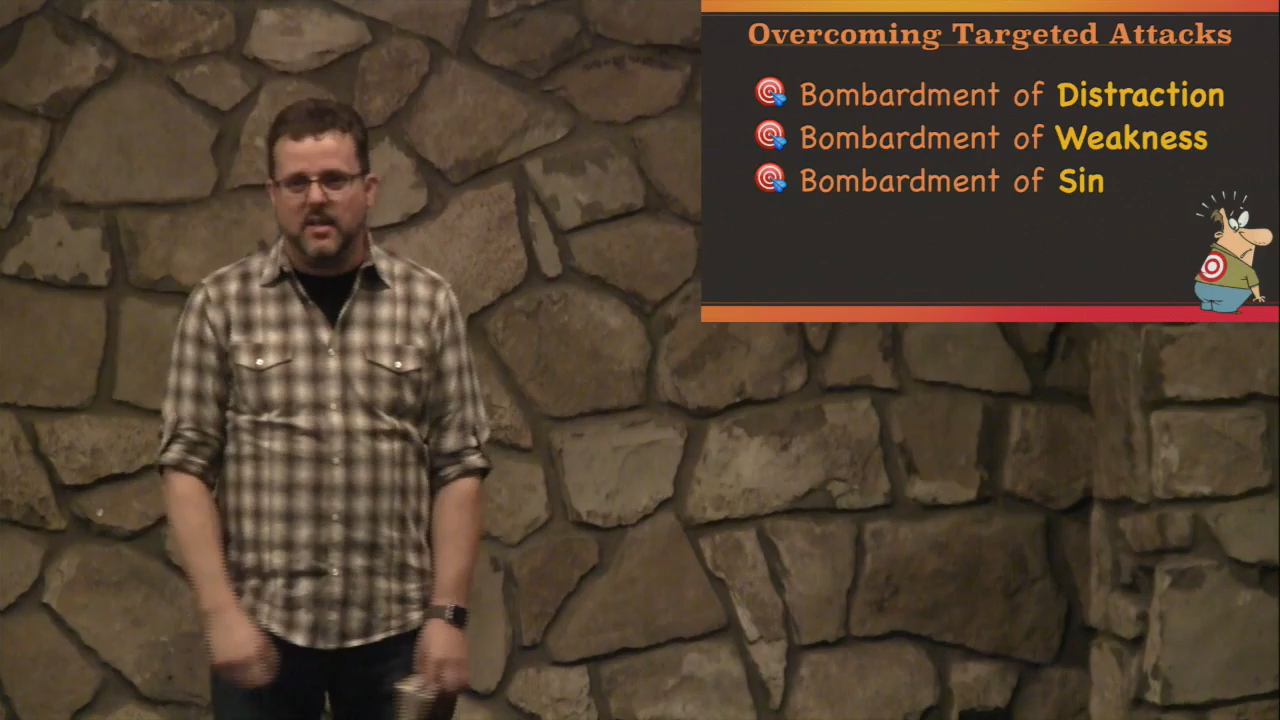 Overcoming Targeted Attacks
Bombardment of Distraction
Bombardment of Weakness
Bombardment of Sin